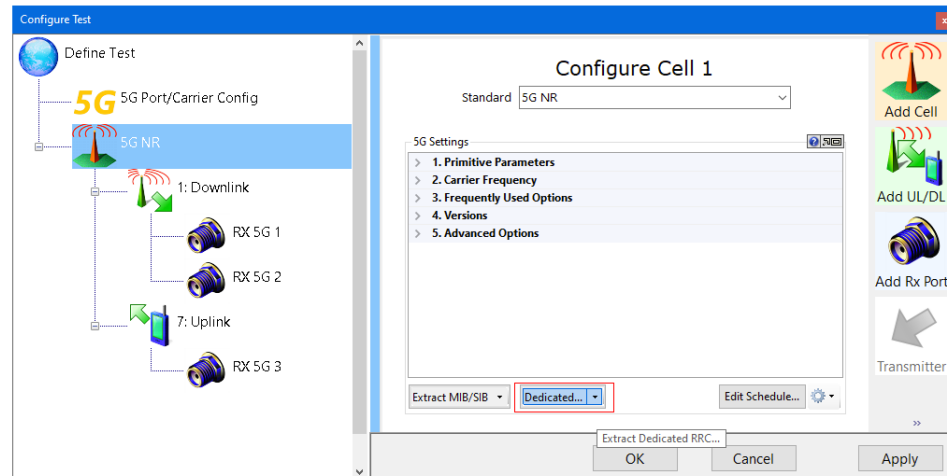 Configure Test
x
Define Test
5G 5G Port/Carrier Config
5G NR
1: Downlink
RX 5G 1
RX 5G 2
7: Uplink
RX 5G 3
Configure Cell 1
Standard 5G NR
5G Settings
1. Primitive Parameters
2. Carrier Frequency
3. Frequently Used Options
4. Versions
5. Advanced Options
Extract MIB/SIB
Dedicated...
Edit Schedule...
Extract Dedicated RRC...
OK
Cancel
Apply
Add Cell
Add UL/DL
Add Rx Port
Transmitter
»